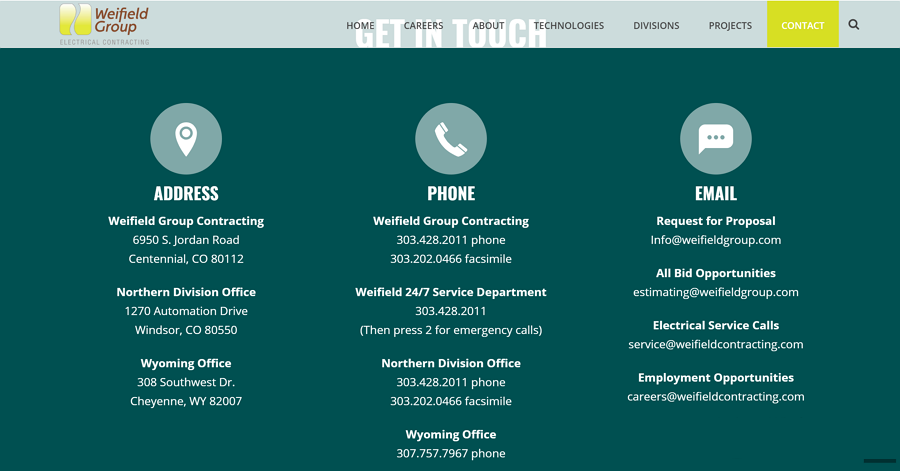 Weifield
Group
ELECTRICAL CONTRACTING
HOME
CAREERS
ABOUT
TECHNOLOGIES
DIVISIONS
PROJECTS
CONTACT
GET IN TOUCH
ADDRESS
Weifield Group Contracting
6950 S. Jordan Road
Centennial, CO 80112
Northern Division Office
1270 Automation Drive
Windsor, CO 80550
Wyoming Office
308 Southwest Dr.
Cheyenne, WY 82007
PHONE
Weifield Group Contracting
303.428.2011 phone
303.202.0466 facsimile
Weifield 24/7 Service Department
303.428.2011
(Then press 2 for emergency calls)
Northern Division Office
303.428.2011 phone
303.202.0466 facsimile
Wyoming Office
307.757.7967 phone
EMAIL
Request for Proposal
Info@weifieldgroup.com
All Bid Opportunities
estimating@weifieldgroup.com
Electrical Service Calls
service@weifieldcontracting.com
Employment Opportunities
careers@weifieldcontracting.com